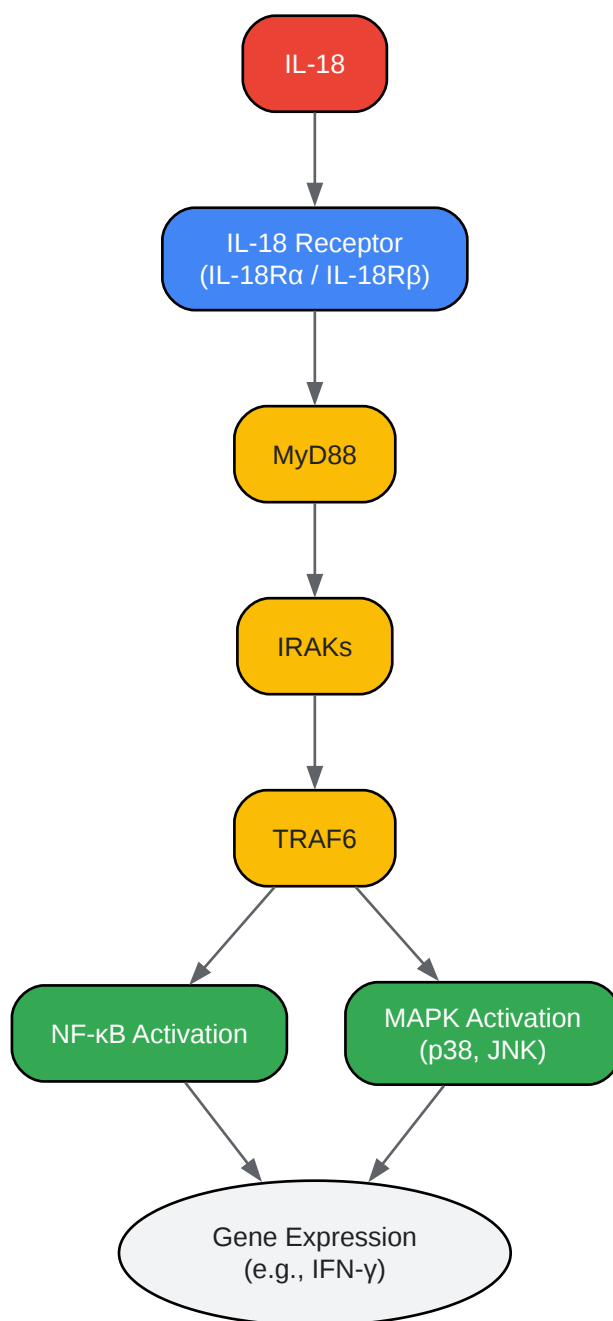 IL-18
IL-18 Receptor
(IL-18Rα / IL-18Rβ)
MyD88
IRAKs
TRAF6
NF-κB Activation
MAPK Activation
(p38, JNK)
Gene Expression
(e.g., IFN-γ)